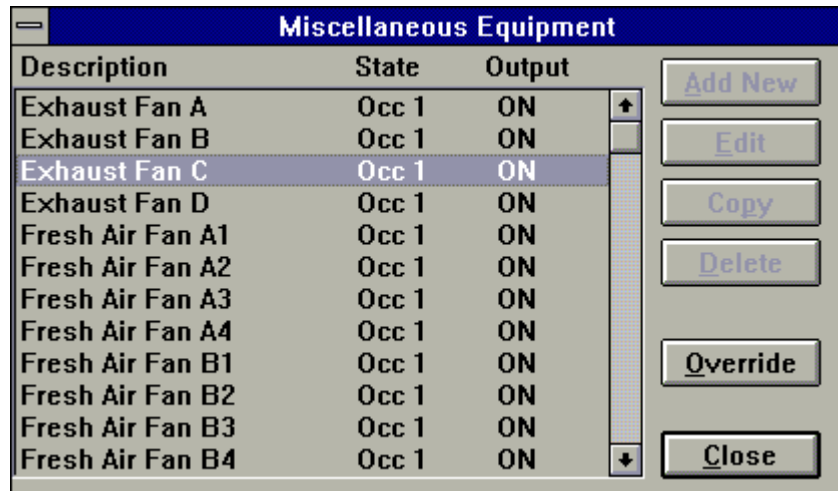 Miscellaneous Equipment
Description State Output
Exhaust Fan A Occ 1 ON
Exhaust Fan B Occ 1 ON
Exhaust Fan C Occ 1 ON
Exhaust Fan D Occ 1 ON
Fresh Air Fan A1 Occ 1 ON
Fresh Air Fan A2 Occ 1 ON
Fresh Air Fan A3 Occ 1 ON
Fresh Air Fan A4 Occ 1 ON
Fresh Air Fan B1 Occ 1 ON
Fresh Air Fan B2 Occ 1 ON
Fresh Air Fan B3 Occ 1 ON
Fresh Air Fan B4 Occ 1 ON
Add New
Edit
Copy
Delete
Override
Close